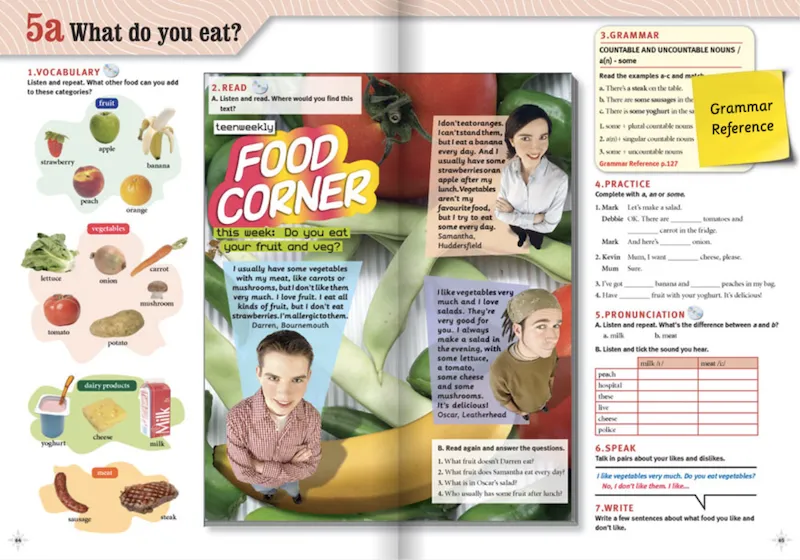 5a What do you eat?
1.VOCABULARY
Listen and repeat. What other food can you add
to these categories?
fruit
strawberry
apple
banana
peach
orange
vegetables
lettuce
onion
carrot
mushroom
tomato
potato
dairy products
yoghurt
cheese
milk
Milk
meat
sausage
steak
64
2.READ
A. Listen and read. Where would you find this
text?
teenweekly
FOOD
CORNER
this week: Do you eat
your fruit and veg?
I usually have some vegetables
with my meat, like carrots or
mushrooms, but I don't like them
very much. I love fruit. I eat all
kinds of fruit, but I don't eat
strawberries. I'm allergic to them.
Darren, Bournemouth
I don't eat oranges.
I can't stand them,
but I eat a banana
every day. And I
usually have some
strawberries or an
apple after my
lunch. Vegetables
aren't my
favourite food,
but I try to eat
some every day.
Samantha,
Huddersfield
I like vegetables very
much and I love
salads. They're
very good for
you. I always
make a salad in
the evening, with
some lettuce,
a tomato,
some cheese
and some
mushrooms.
It's delicious!
Oscar, Leatherhead
B. Read again and answer the questions.
1. What fruit doesn't Darren eat?
2. What fruit does Samantha eat every day?
3. What is in Oscar's salad?
4. Who usually has some fruit after lunch?
3.GRAMMAR
COUNTABLE AND UNCOUNTABLE NOUNS /
a(n) - some
Read the examples a-c and
a. There's a steak on the table.
b. There are some sausages in the
c. There is some yoghurt in the
1. some + plural countable nouns
2. a(n)+ singular countable nouns
3. some + uncountable nouns
Grammar Reference p.127
Grammar
Reference
4.PRACTICE
Complete with a, an or some.
1. Mark Let's make a salad.
Debbie OK. There are ________ tomatoes and
________ carrot in the fridge.
Mark And here's ________ onion.
2. Kevin Mum, I want ________ cheese, please.
Mum Sure.
3. I've got ________ banana and ________ peaches in my bag.
4. Have ________ fruit with your yoghurt. It's delicious!
5.PRONUNCIATION
A. Listen and repeat. What's the difference between a and b?
a. milk b. meat
B. Listen and tick the sound you hear.
milk /ɪ/ meat /iː/
peach
hospital
these
live
cheese
police
6.SPEAK
Talk in pairs about your likes and dislikes.
I like vegetables very much. Do you eat vegetables?
No, I don't like them. I like...
7.WRITE
Write a few sentences about what food you like and
don't like.
65